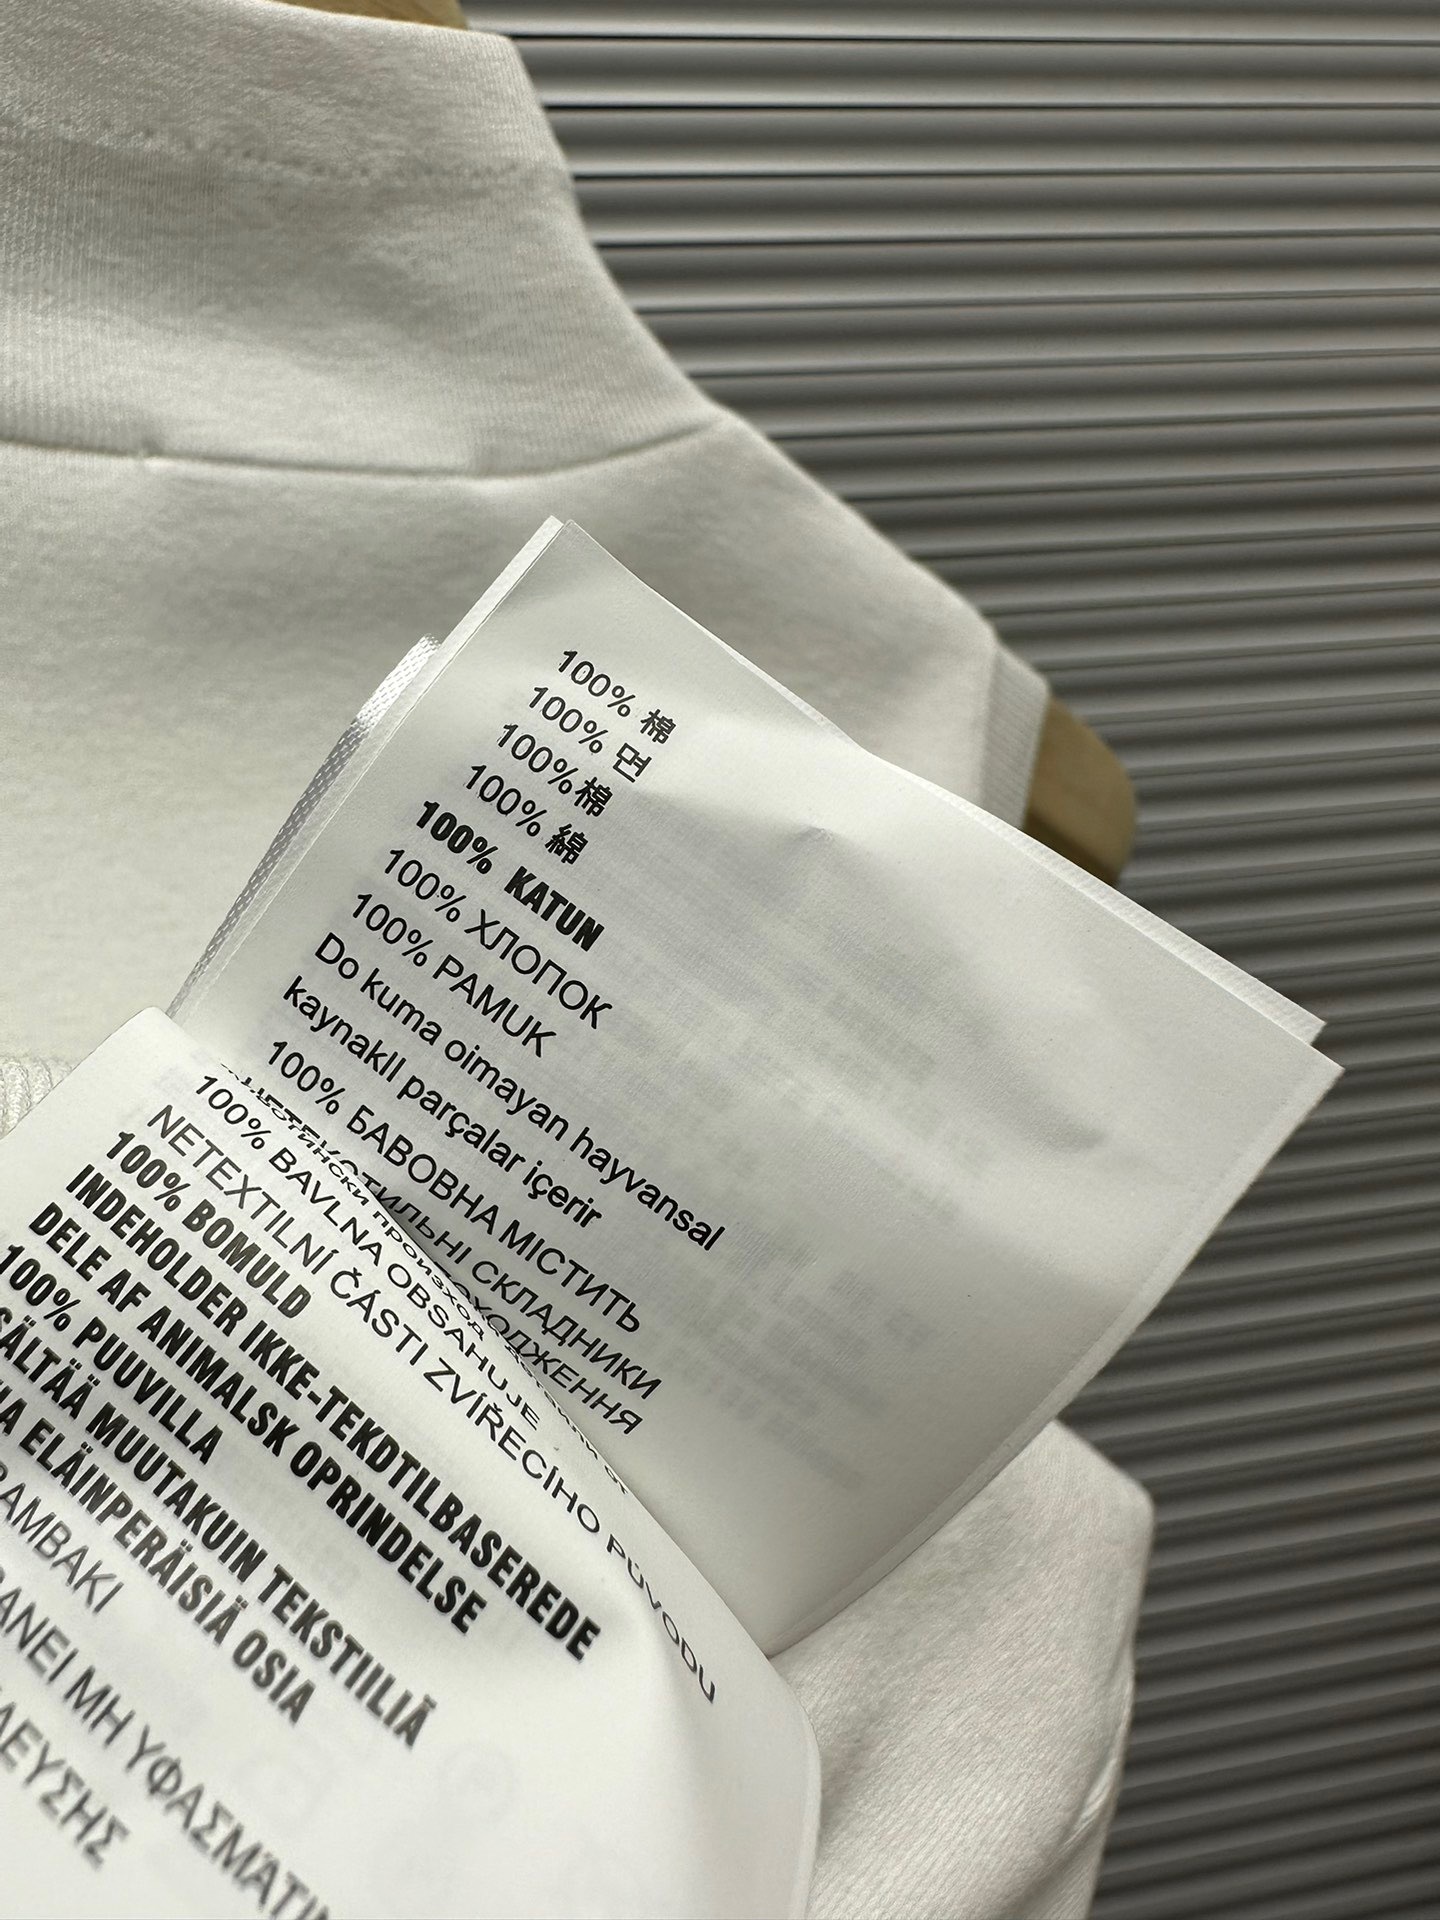 100% 棉
100% 면
100%棉
100% 綿
100% KATUN
100% ХЛОПОК
100% PAMUK
Do kuma oimayan hayvansal
kaynakll parçalar içerir
100% БАВОВНА МІСТИТЬ
СКЛАДНИКИ
100% BAVLNA OBSAHUJE
NETEXTILNÍ ČÁSTI ZVÍŘECÍHO PŮVODU
100% BOMULD
INDEHOLDER IKKE-TEKDTILBASEREDE
DELE AF ANIMALSK OPRINDELSE
100% PUUVILLA
SÄLTÄÄ MUUTAKUIN TEKSTIILIÄ
ELÄINPERÄISIÄ OSIA
ΜΗ